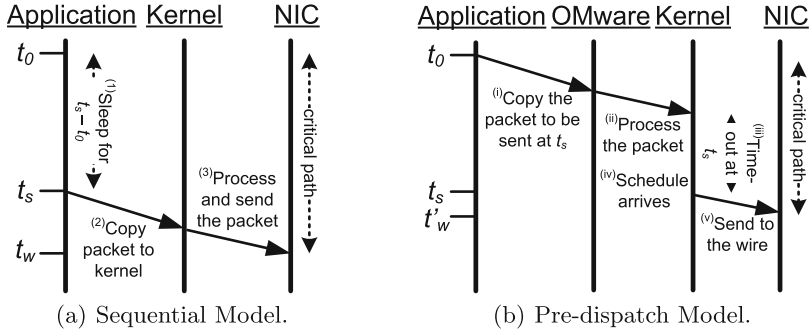 Application Kernel NIC
t0
(1)Sleep for
ts – t0
critical path
(3)Process
and send
the packet
ts
(2)Copy
packet to
kernel
tw
(a) Sequential Model.
Application OMware Kernel NIC
t0
(i)Copy the
packet to be
sent at ts
(ii)Process
the packet
(iii)Time-
out at
ts
critical path
(iv)Schedule
arrives
ts
t'w
(v)Send to
the wire
(b) Pre-dispatch Model.